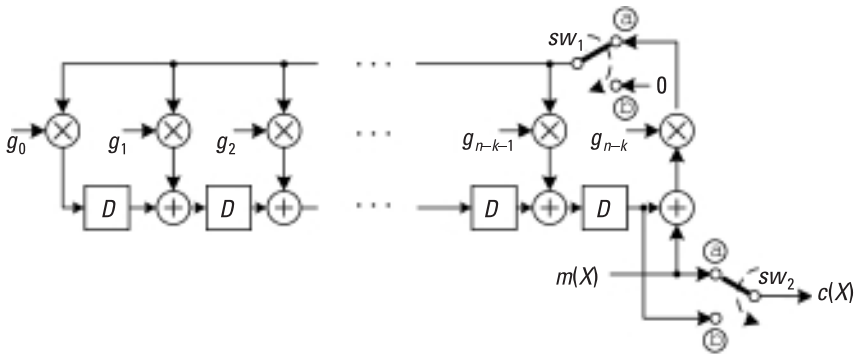 ⓐ
sw₁
0
ⓑ
g₀
g₁
g₂
gₙ₋ₖ₋₁
gₙ₋ₖ
D
D
. . .
. . .
. . .
D
D
ⓐ
m(X)
sw₂
c(X)
ⓑ